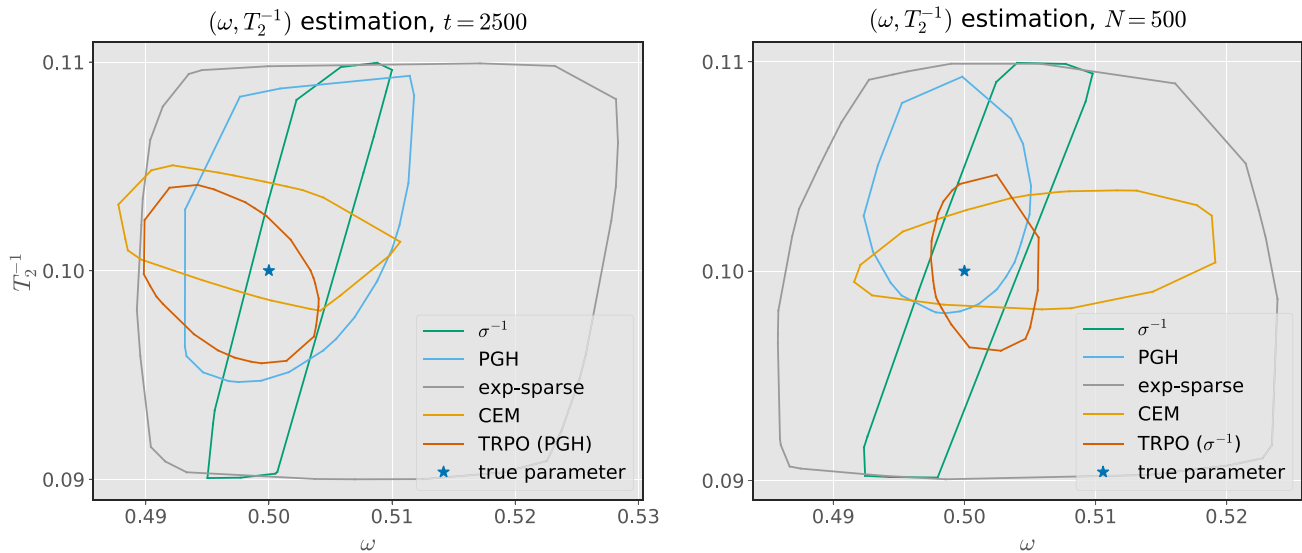 (ω, T₂⁻¹) estimation, t = 2500
0.11
0.10
0.09
T₂⁻¹
0.49 0.50 0.51 0.52 0.53
ω
σ⁻¹
PGH
exp-sparse
CEM
TRPO (PGH)
true parameter
(ω, T₂⁻¹) estimation, N = 500
0.11
0.10
0.09
0.49 0.50 0.51 0.52
ω
σ⁻¹
PGH
exp-sparse
CEM
TRPO (σ⁻¹)
true parameter